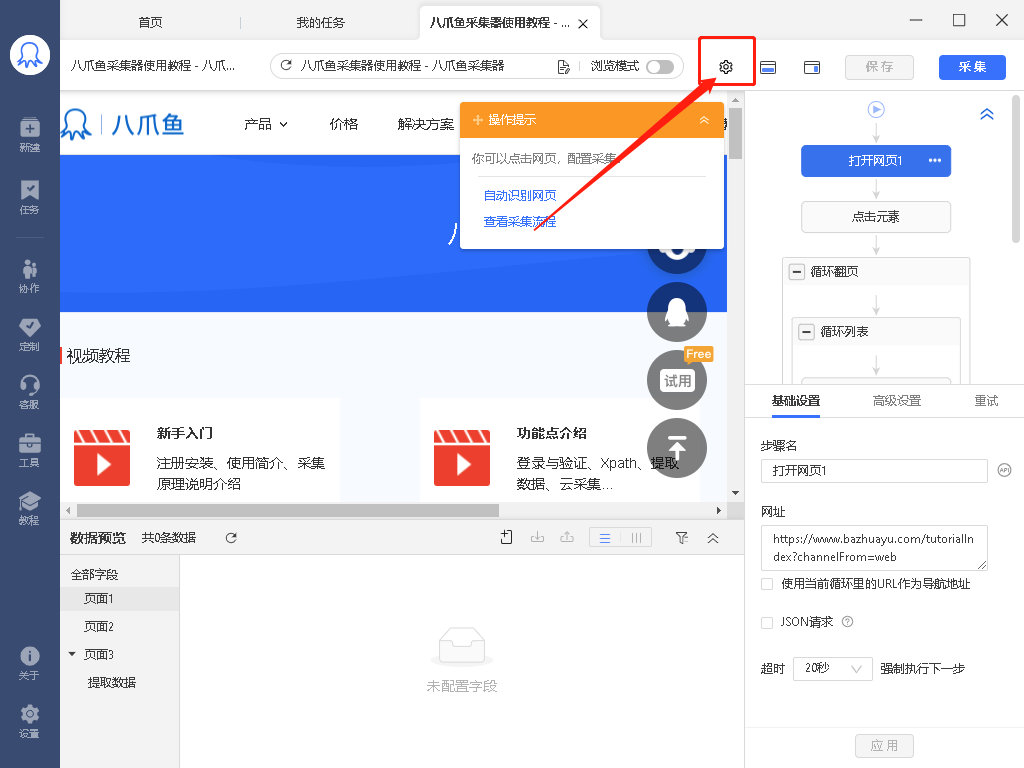 首页
我的任务
八爪鱼采集器使用教程 - ...
八爪鱼采集器使用教程 - 八爪...
八爪鱼采集器使用教程 - 八爪鱼采集器
浏览模式
保存
采集
新建
任务
协作
定制
客服
工具
教程
关于
设置
八爪鱼
产品
价格
解决方案
操作提示
你可以点击网页，配置采集
自动识别网页
查看采集流程
Free
试用
视频教程
新手入门
注册安装、使用简介、采集
原理说明介绍
功能点介绍
登录与验证、Xpath、提取
数据、云采集...
打开网页1
点击元素
循环翻页
循环列表
基础设置
高级设置
重试
步骤名
打开网页1
API
网址
https://www.bazhuayu.com/tutorialIn
dex?channelFrom=web
使用当前循环里的URL作为导航地址
JSON请求
超时
20秒
强制执行下一步
应用
数据预览
共0条数据
全部字段
页面1
页面2
页面3
提取数据
未配置字段